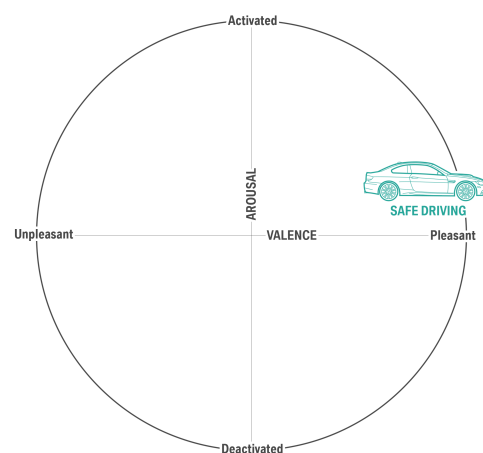 Activated
AROUSAL
SAFE DRIVING
Unpleasant
VALENCE
Pleasant
Deactivated